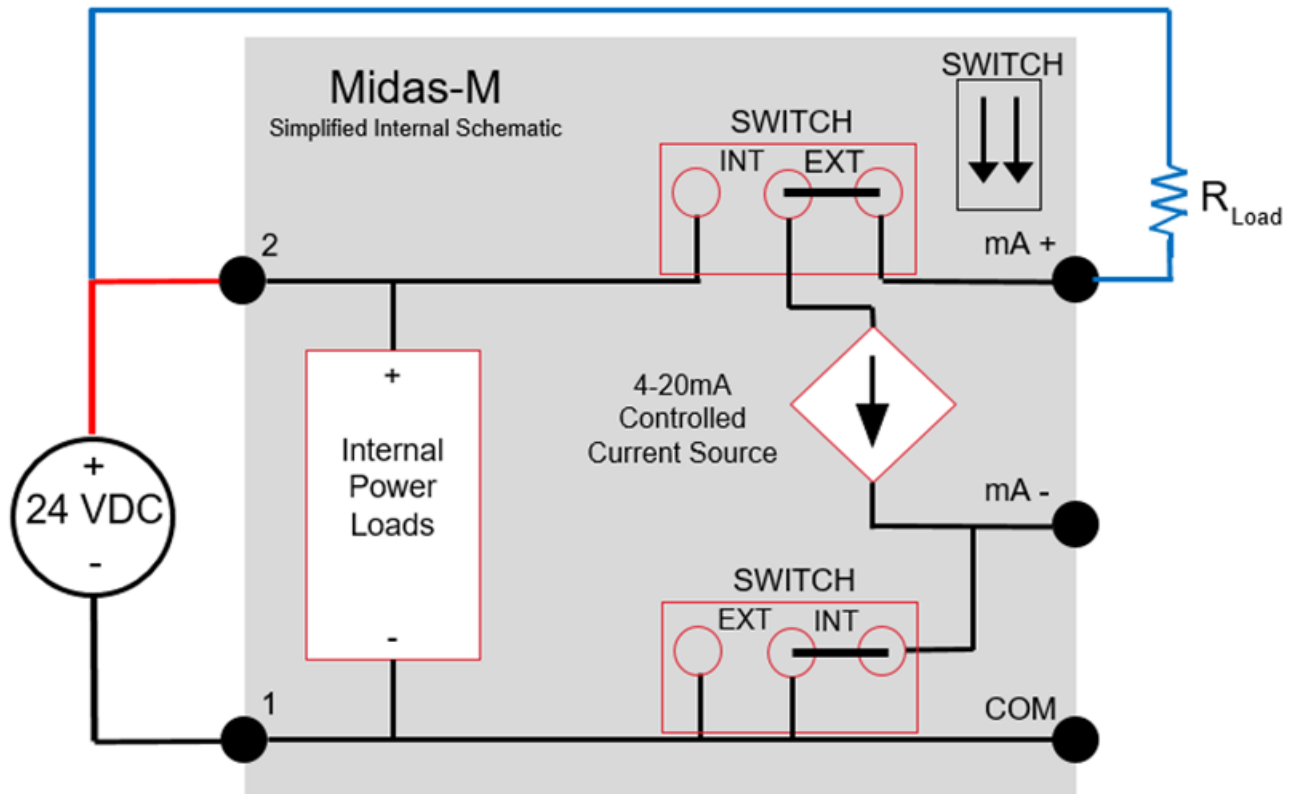 Midas-M
Simplified Internal Schematic
SWITCH
INT EXT
SWITCH
R Load
mA +
2
+
Internal
Power
Loads
-
4-20mA
Controlled
Current Source
+
24 VDC
-
mA -
SWITCH
EXT INT
1
COM